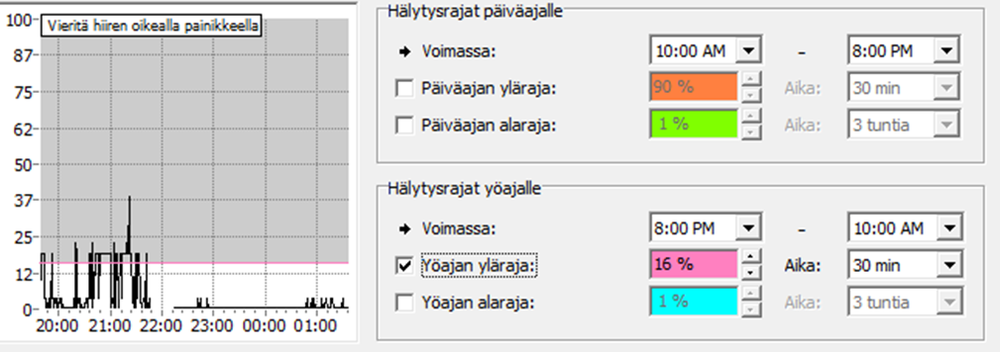 Vieritä hiiren oikealla painikkeella
100
87
75
62
50
37
25
12
0
20:00 21:00 22:00 23:00 00:00 01:00
Hälytysrajat päiväajalle
Voimassa: 10:00 AM - 8:00 PM
Päiväajan yläraja: 90 % Aika: 30 min
Päiväajan alaraja: 1 % Aika: 3 tuntia
Hälytysrajat yöajalle
Voimassa: 8:00 PM - 10:00 AM
Yöajan yläraja: 16 % Aika: 30 min
Yöajan alaraja: 1 % Aika: 3 tuntia